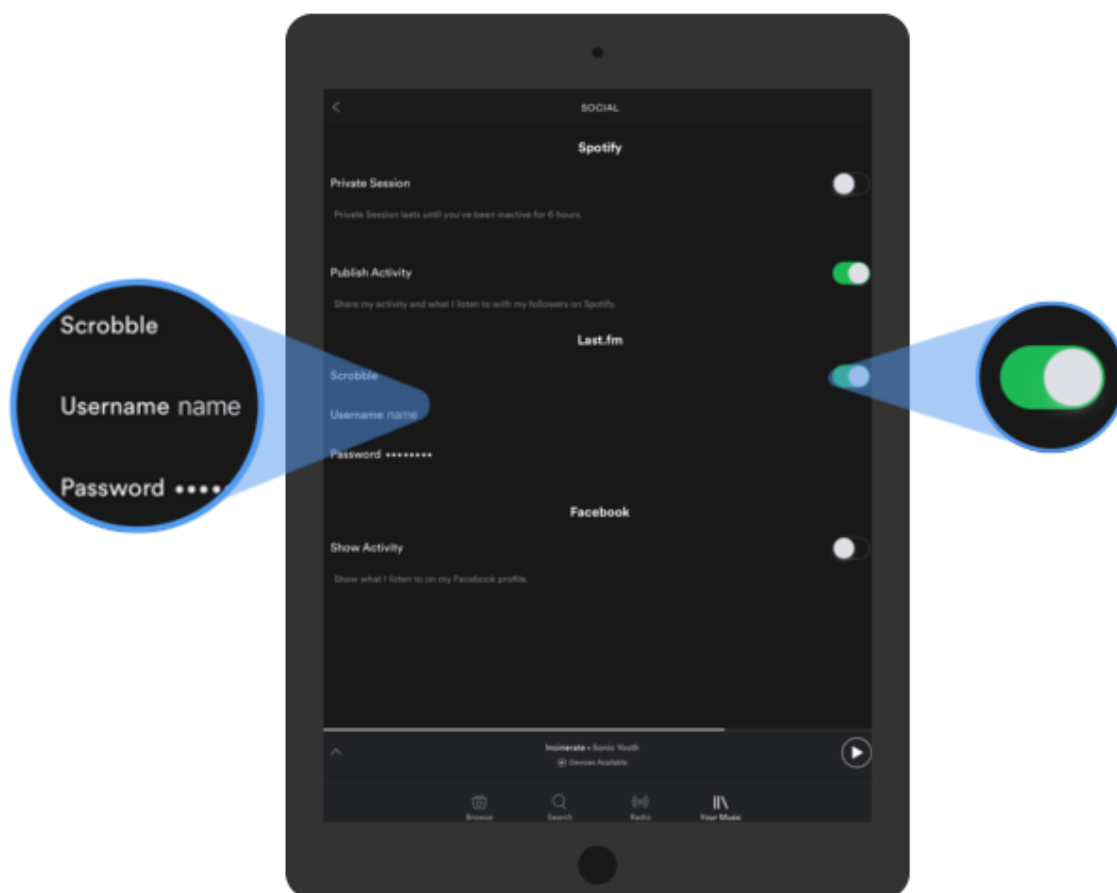 SOCIAL
Spotify
Private Session
Private Session lasts until you've been inactive for 6 hours.
Publish Activity
Share my activity and what I listen to with my followers on Spotify.
Last.fm
Scrobble
Username name
Password ••••••••
Scrobble
Username name
Password •••••
Facebook
Show Activity
Show what I listen to on my Facebook profile.
Incinerate • Sonic Youth
Devices Available
Browse
Search
Radio
Your Music